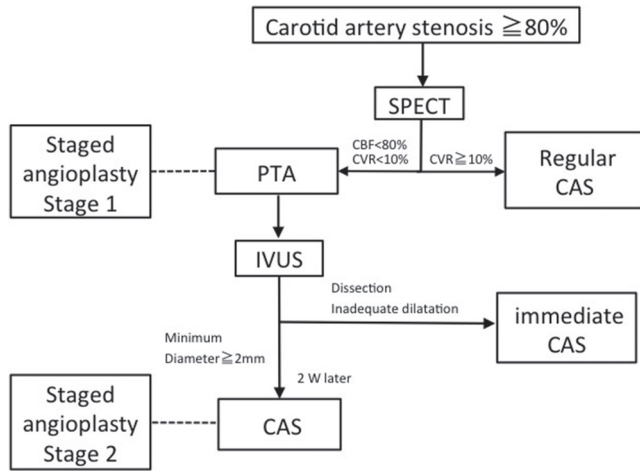 Carotid artery stenosis ≧80%
SPECT
Staged
angioplasty
Stage 1
PTA
CBF<80%
CVR<10%
CVR≧10%
Regular
CAS
IVUS
Dissection
Inadequate dilatation
immediate
CAS
Minimum
Diameter≧2mm
2 W later
Staged
angioplasty
Stage 2
CAS